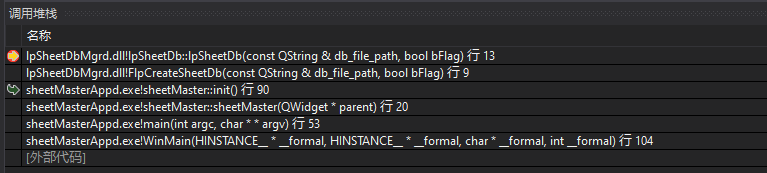 调用堆栈
名称
IpSheetDbMgrd.dll!IpSheetDb::IpSheetDb(const QString & db_file_path, bool bFlag) 行 13
IpSheetDbMgrd.dll!FIpCreateSheetDb(const QString & db_file_path, bool bFlag) 行 9
sheetMasterAppd.exe!sheetMaster::init() 行 90
sheetMasterAppd.exe!sheetMaster::sheetMaster(QWidget * parent) 行 20
sheetMasterAppd.exe!main(int argc, char * * argv) 行 53
sheetMasterAppd.exe!WinMain(HINSTANCE__ * __formal, HINSTANCE__ * __formal, char * __formal, int __formal) 行 104
[外部代码]